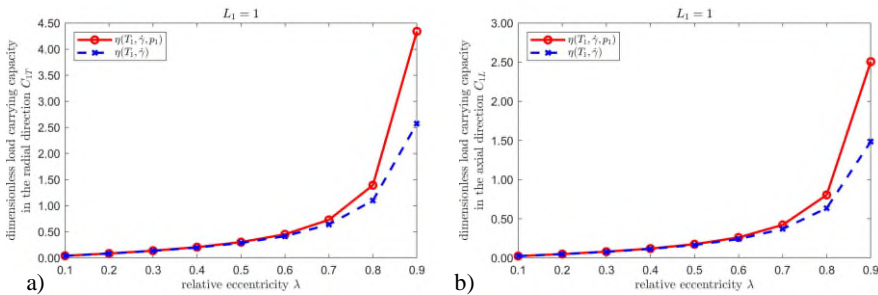 L₁ = 1
η(T₁, γ̇, p₁)
η(T₁, γ̇)
dimensionless load carrying capacity
in the radial direction C₁T
4.50
4.00
3.50
3.00
2.50
2.00
1.50
1.00
0.50
0.00
0.1 0.2 0.3 0.4 0.5 0.6 0.7 0.8 0.9
relative eccentricity λ
a)
L₁ = 1
η(T₁, γ̇, p₁)
η(T₁, γ̇)
dimensionless load carrying capacity
in the axial direction C₁L
3.00
2.50
2.00
1.50
1.00
0.50
0.00
0.1 0.2 0.3 0.4 0.5 0.6 0.7 0.8 0.9
relative eccentricity λ
b)